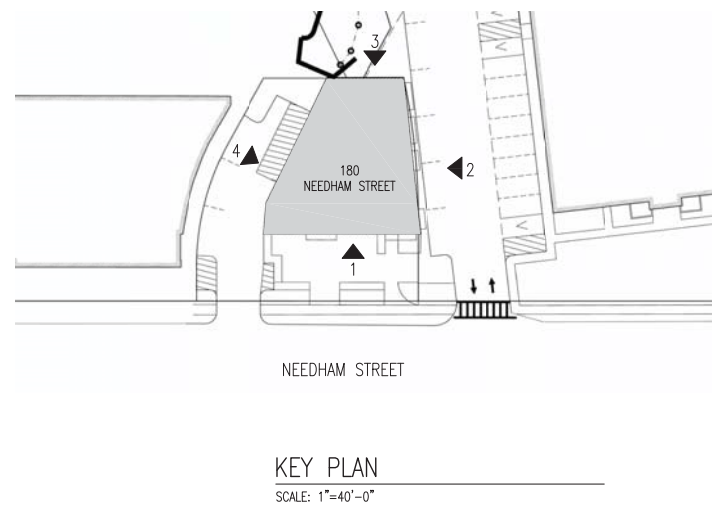 3
4
180
NEEDHAM STREET
2
1
NEEDHAM STREET
KEY PLAN
SCALE: 1"=40'-0"